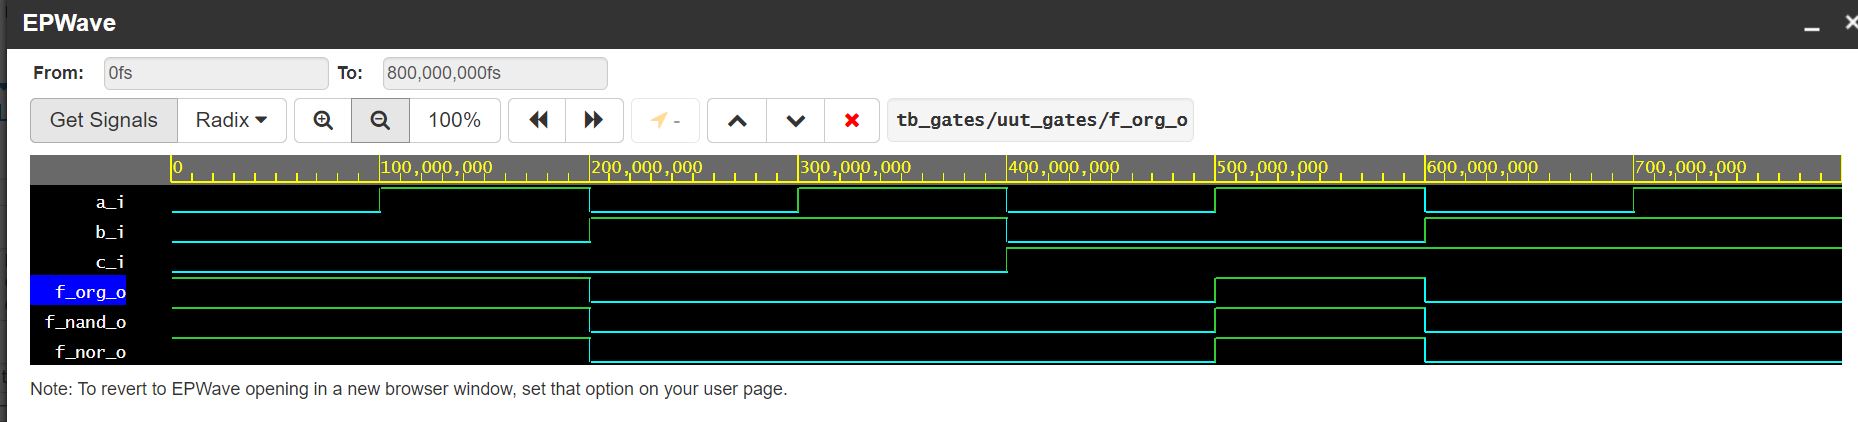 EPWave
From: 0fs To: 800,000,000fs
Get Signals Radix 100% - tb_gates/uut_gates/f_org_o
0 100,000,000 200,000,000 300,000,000 400,000,000 500,000,000 600,000,000 700,000,000
a_i
b_i
c_i
f_org_o
f_nand_o
f_nor_o
Note: To revert to EPWave opening in a new browser window, set that option on your user page.